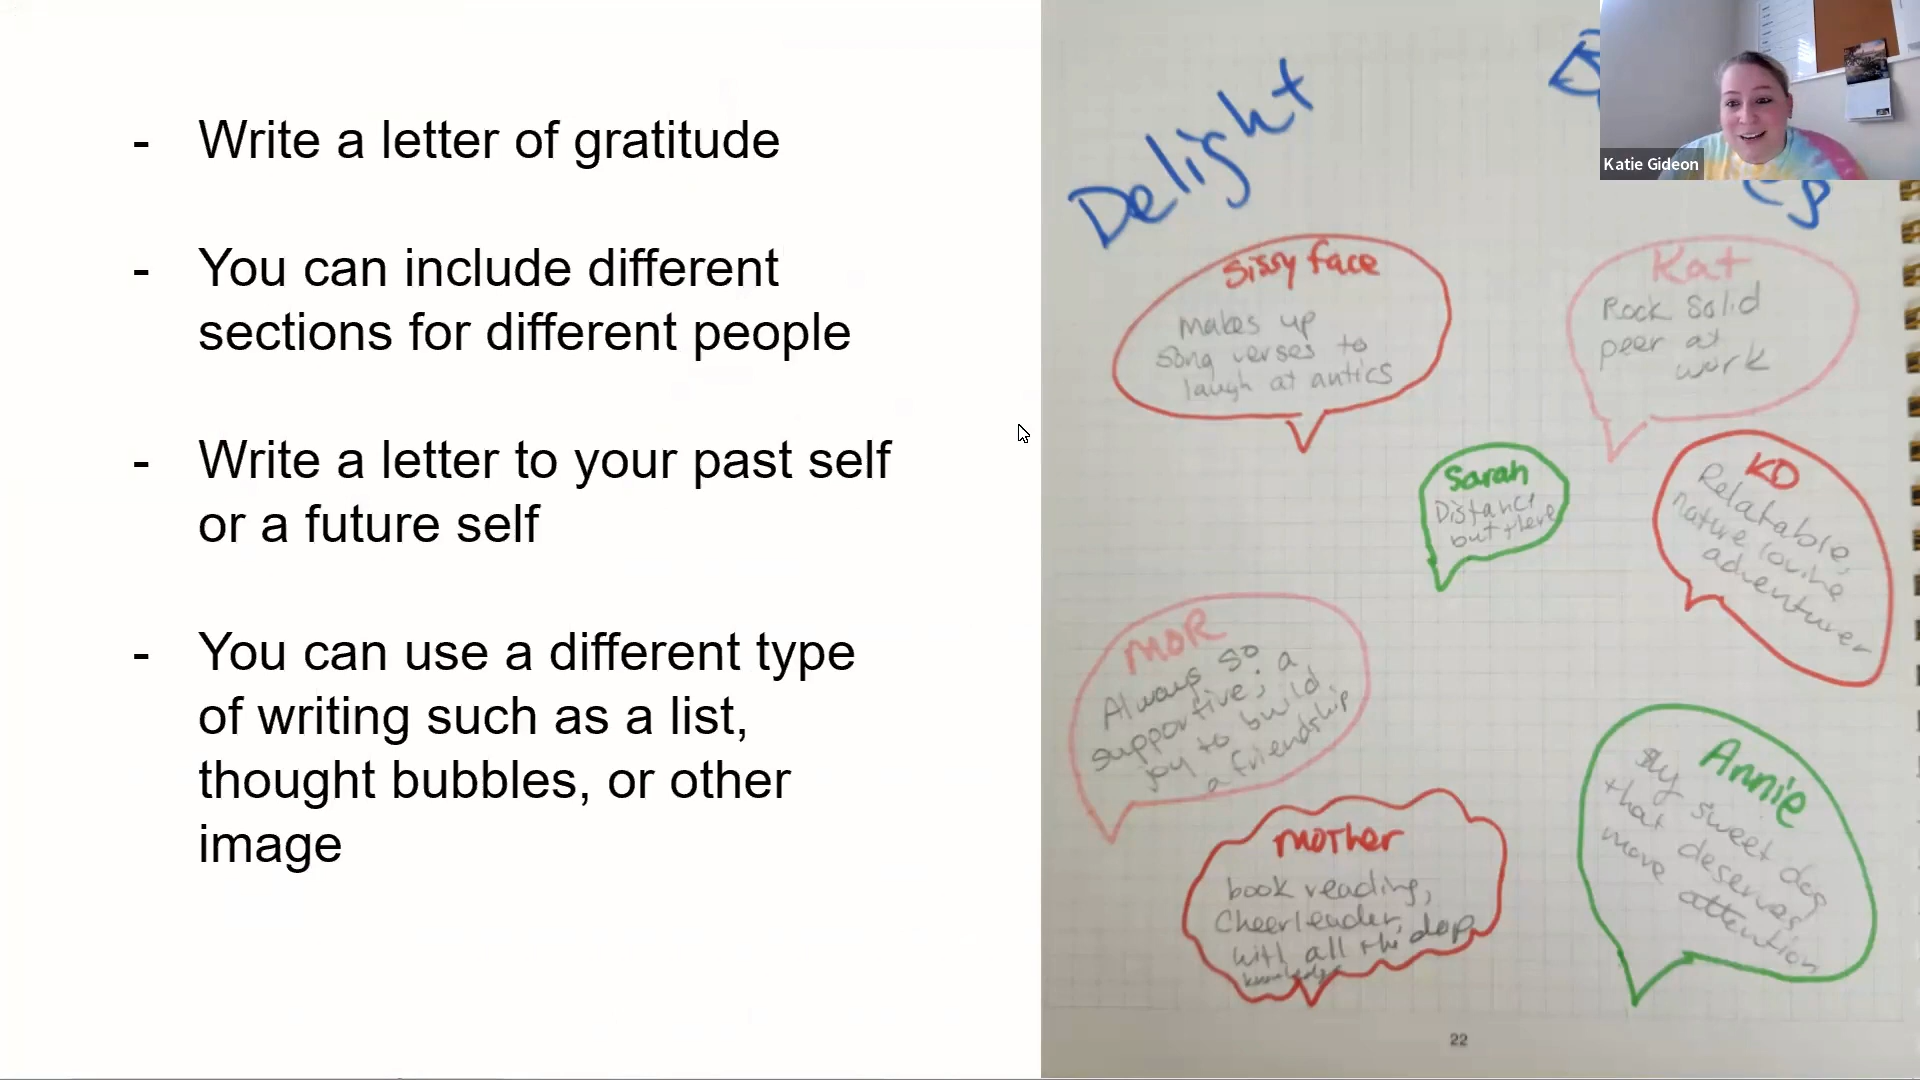 - Write a letter of gratitude
- You can include different
sections for different people
- Write a letter to your past self
or a future self
- You can use a different type
of writing such as a list,
thought bubbles, or other
image
Delight
Katie Gideon
Sissy face
makes up
song verses to
laugh at antics
Kat
Rock Solid
peer at
work
Sarah
Distance
but there
KD
Relatable,
nature loving
adventurer
MOR
Always so
supportive; a
joy to build
a friendship
Mother
book reading,
Cheerleader,
with all the dop
knowledge
Annie
My sweet dog
that deserves
more attention
22